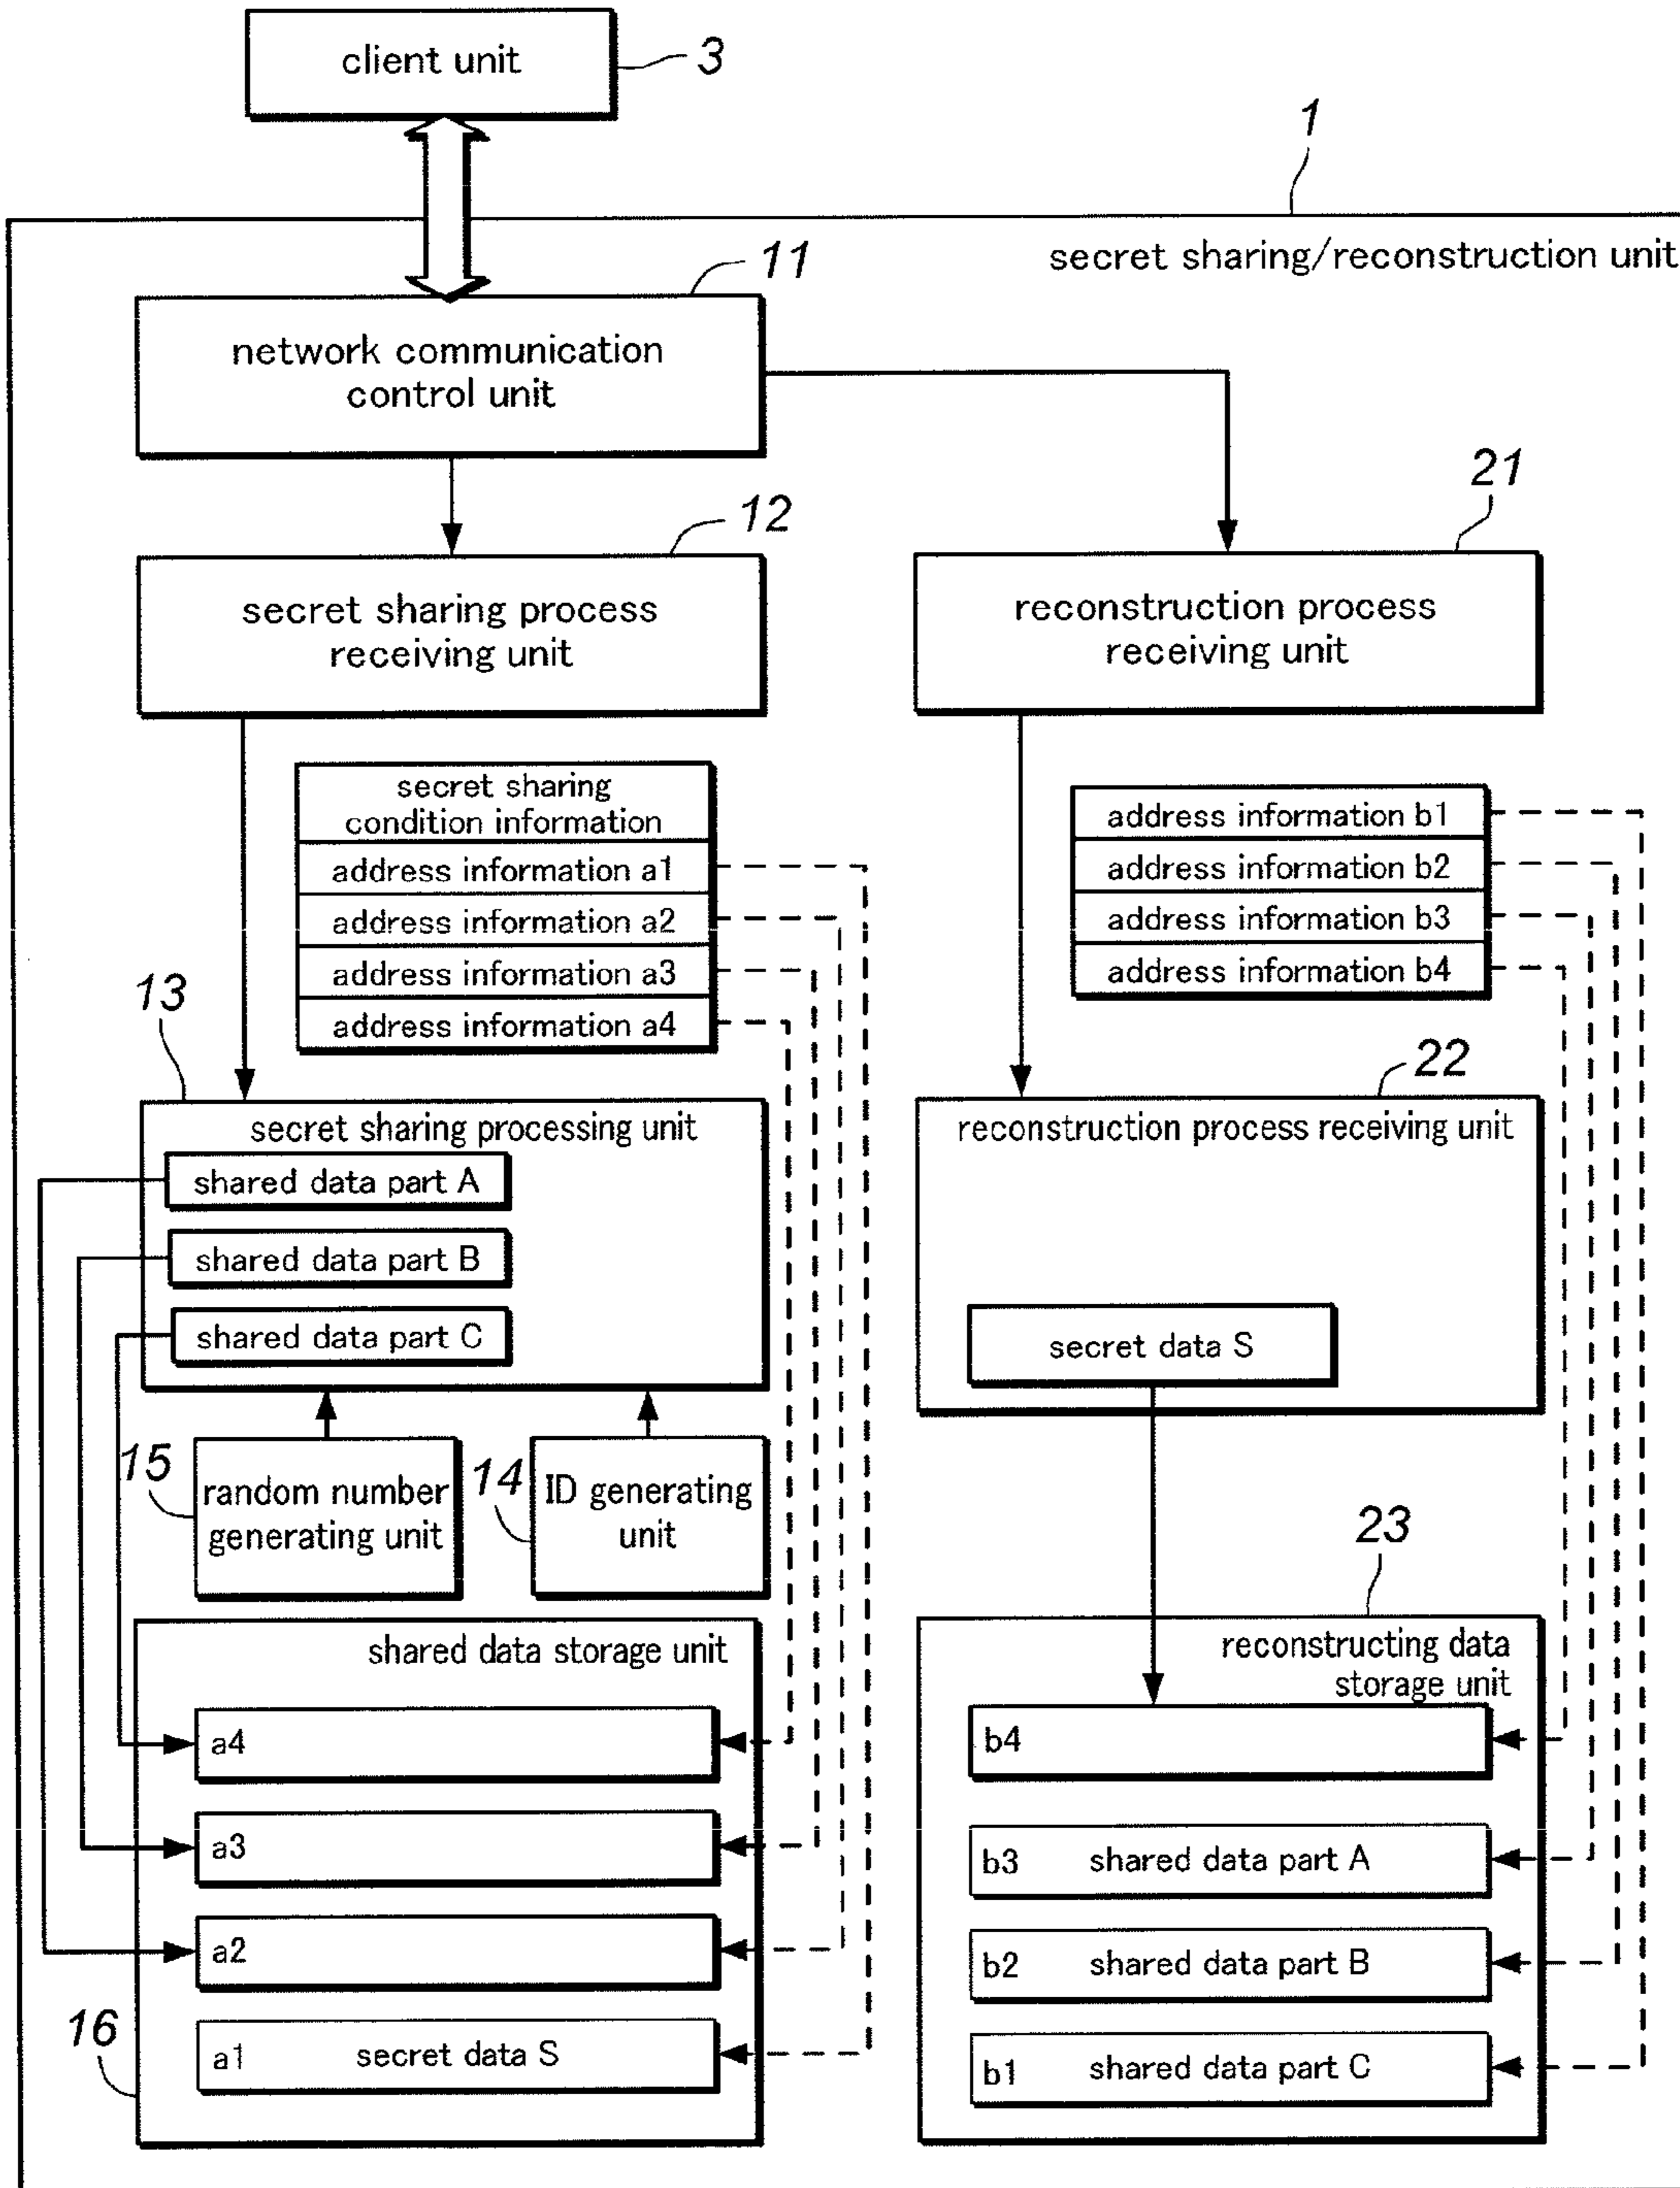 client unit
3
1
secret sharing/reconstruction unit
11
network communication
control unit
12
secret sharing process
receiving unit
21
reconstruction process
receiving unit
secret sharing
condition information
address information a1
address information a2
address information a3
address information a4
address information b1
address information b2
address information b3
address information b4
13
secret sharing processing unit
shared data part A
shared data part B
shared data part C
22
reconstruction process receiving unit
secret data S
15
random number
generating unit
14
ID generating
unit
16
shared data storage unit
a4
a3
a2
a1 secret data S
23
reconstructing data
storage unit
b4
b3 shared data part A
b2 shared data part B
b1 shared data part C